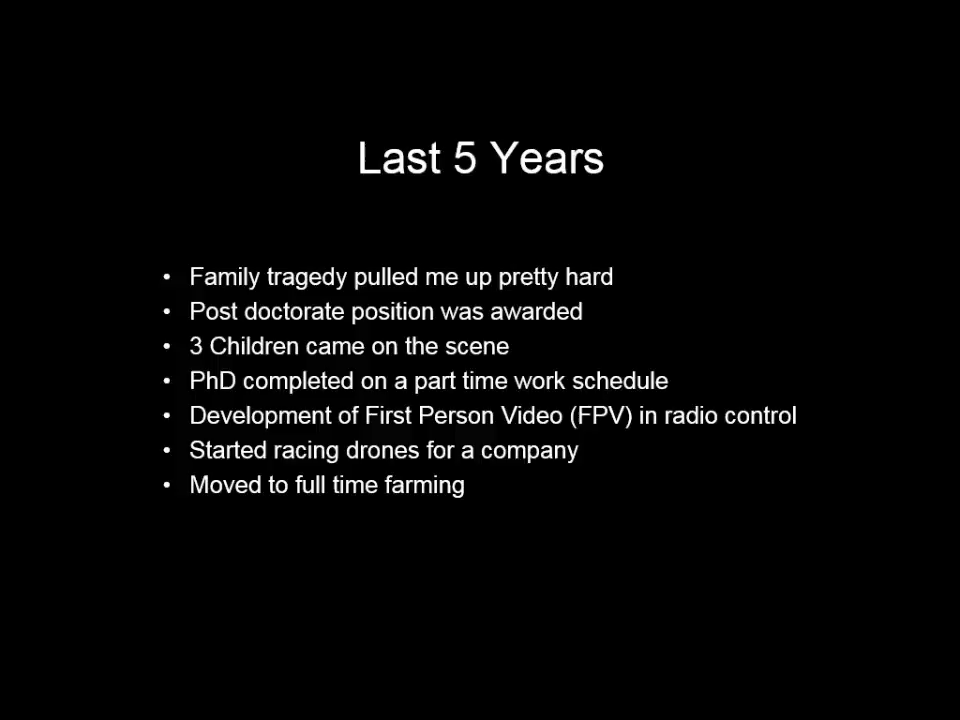 Last 5 Years
• Family tragedy pulled me up pretty hard
• Post doctorate position was awarded
• 3 Children came on the scene
• PhD completed on a part time work schedule
• Development of First Person Video (FPV) in radio control
• Started racing drones for a company
• Moved to full time farming